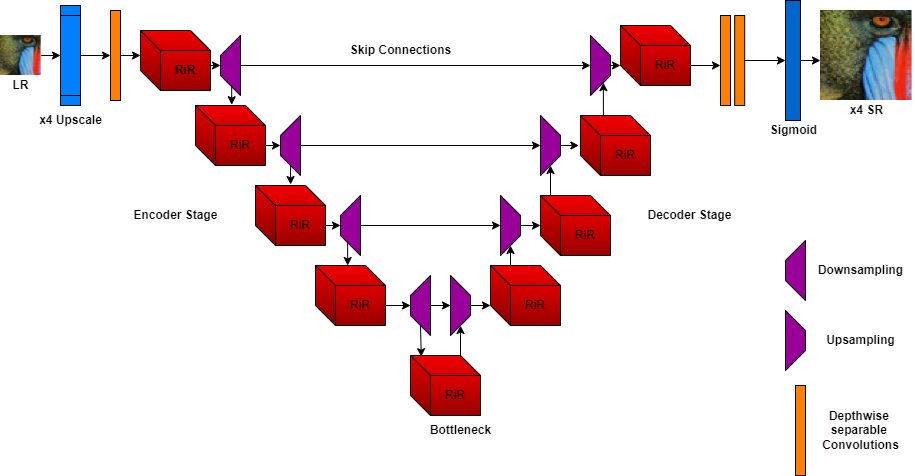 Skip Connections
LR
RiR
RiR
x4 SR
x4 Upscale
Sigmoid
RiR
RiR
Encoder Stage
Decoder Stage
RiR
RiR
Downsampling
RiR
RiR
Upsampling
RiR
Bottleneck
Depthwise
separable
Convolutions